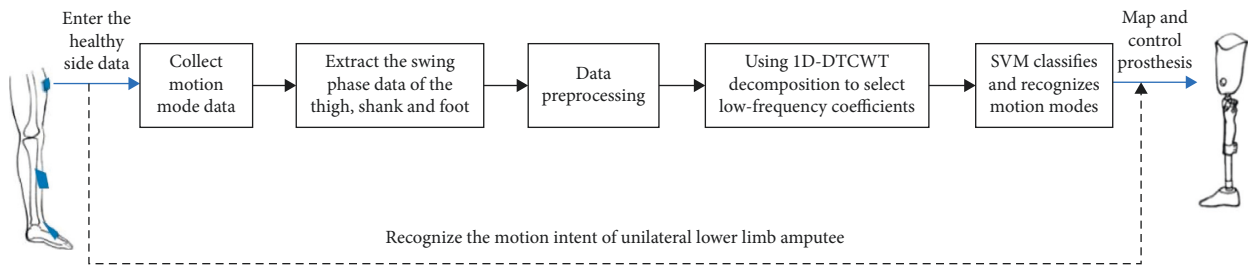 Enter the
healthy
side data
Collect
motion
mode data
Extract the swing
phase data of the
thigh, shank and foot
Data
preprocessing
Using 1D-DTCWT
decomposition to select
low-frequency coefficients
SVM classifies
and recognizes
motion modes
Map and
control
prosthesis
Recognize the motion intent of unilateral lower limb amputee